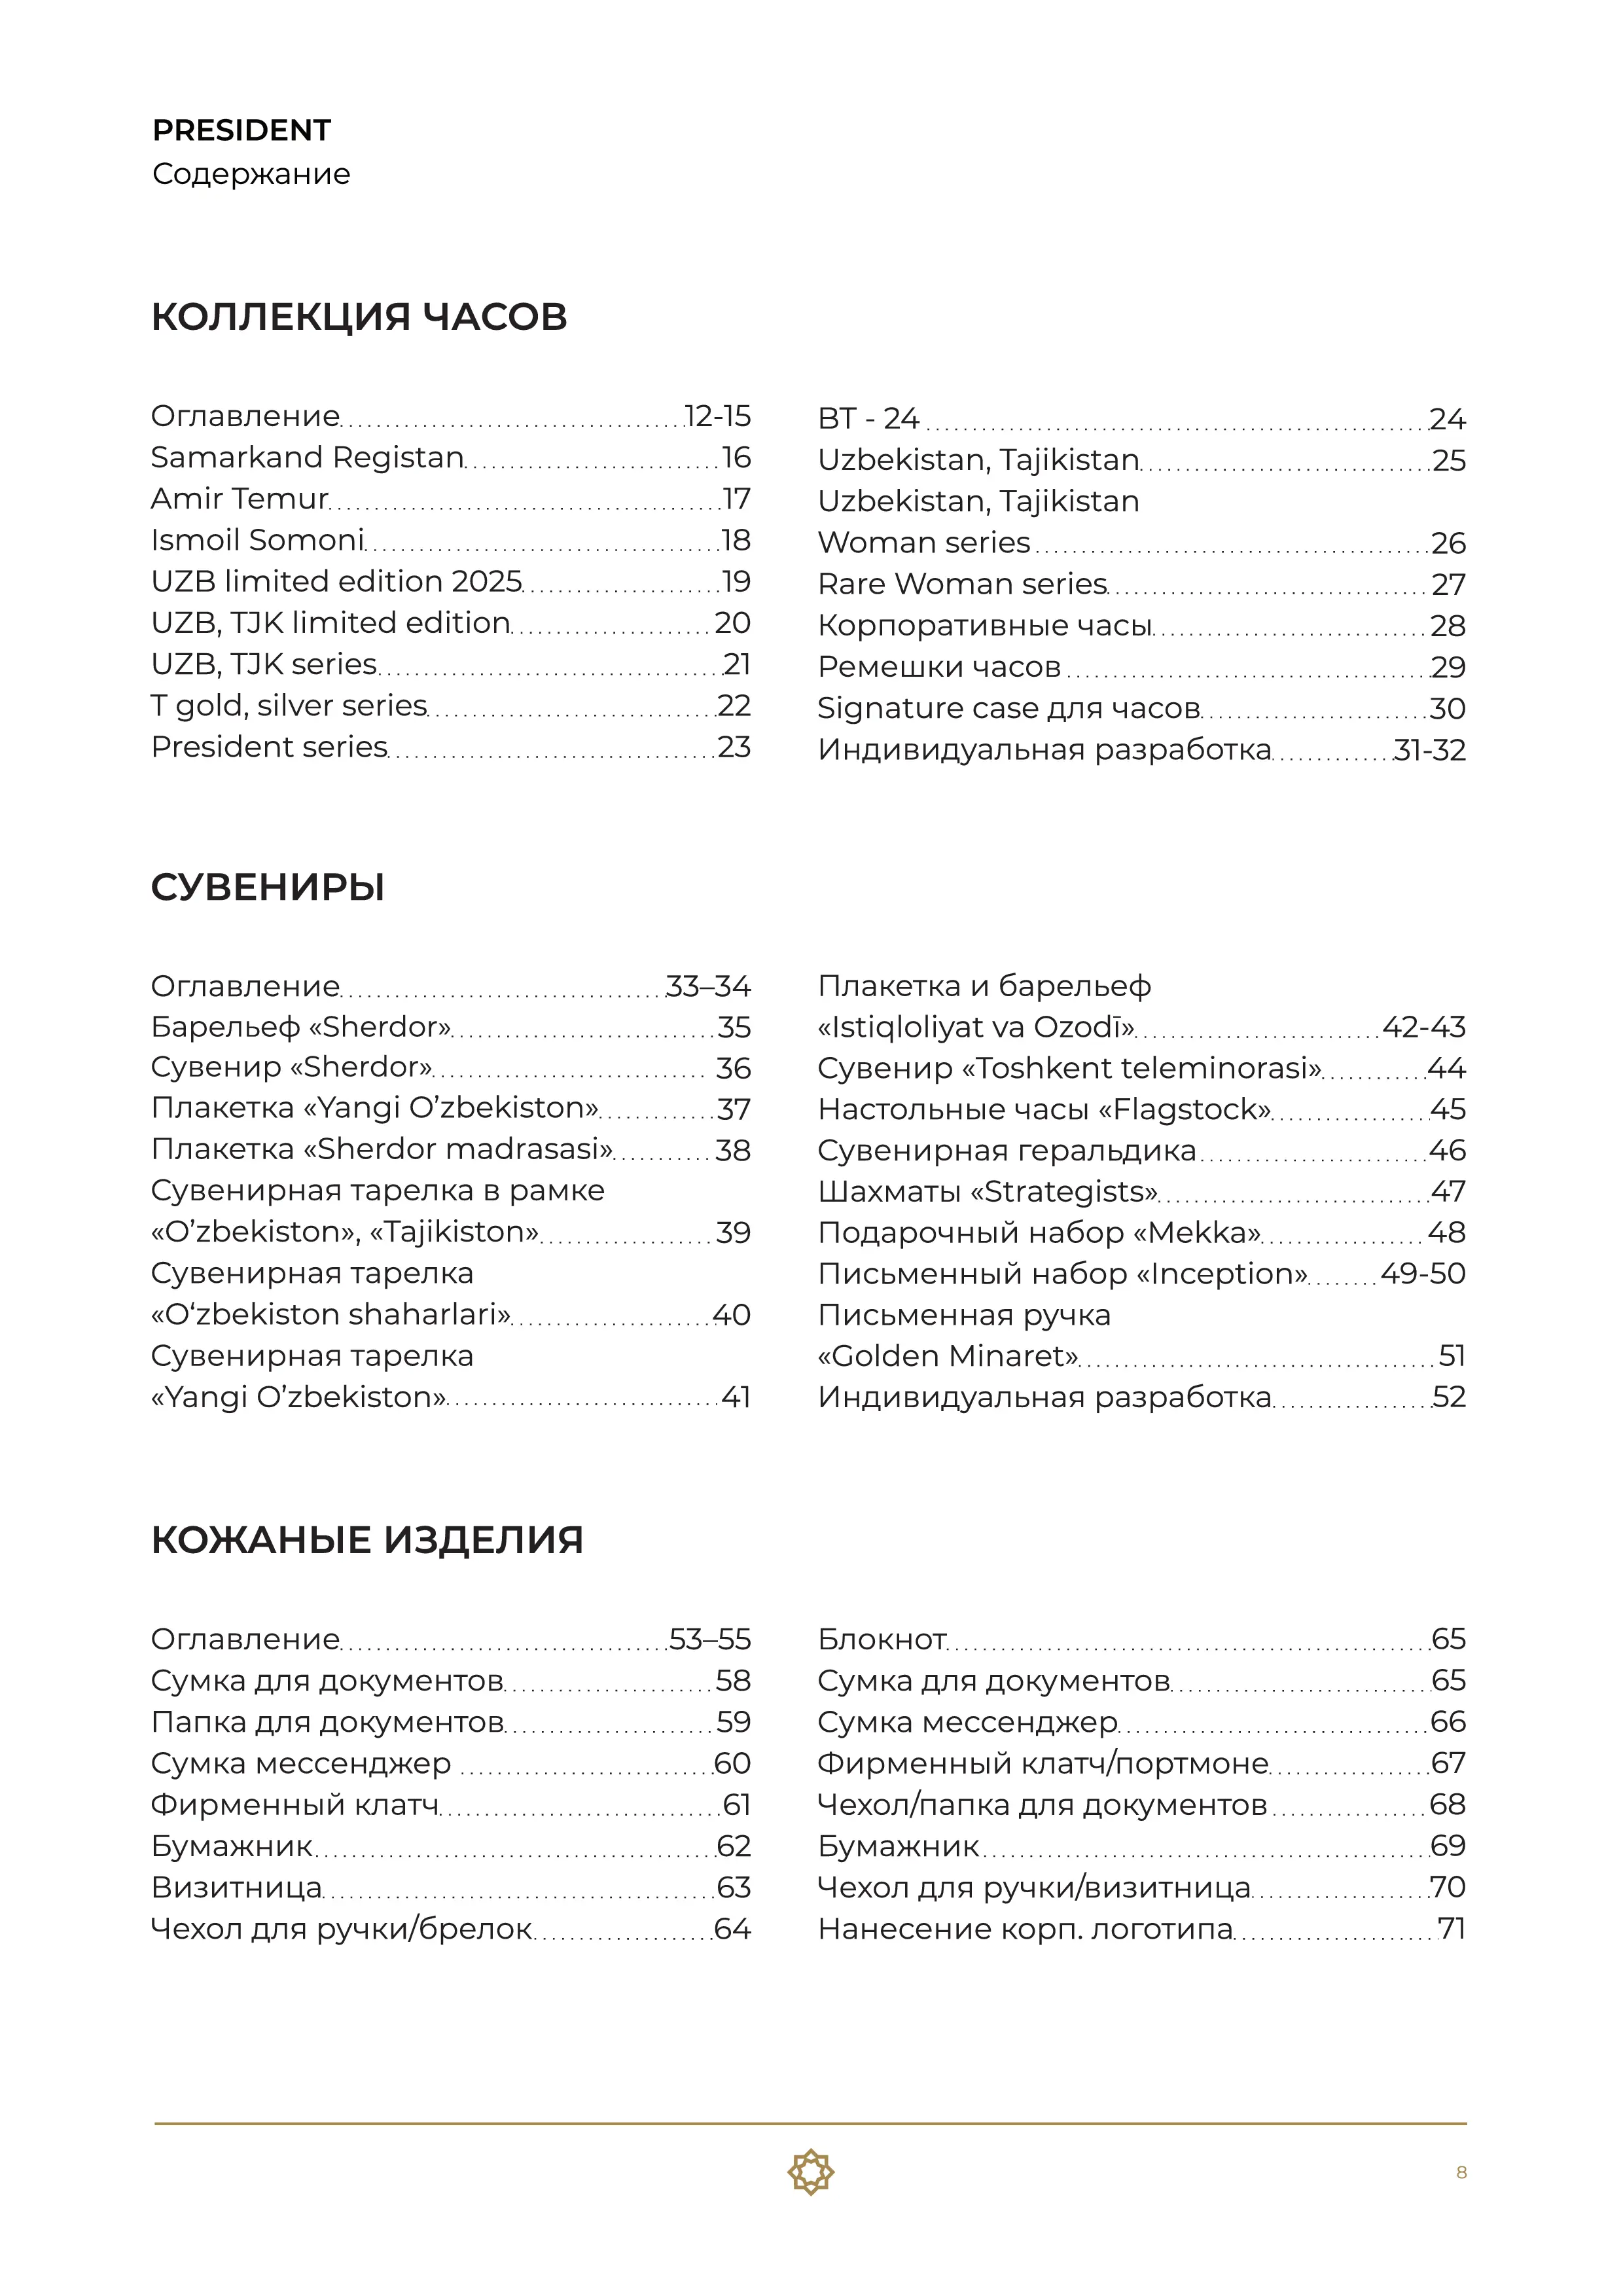 PRESIDENT
Содержание
КОЛЛЕКЦИЯ ЧАСОВ
Оглавление 12-15
Samarkand Registan 16
Amir Temur 17
Ismoil Somoni 18
UZB limited edition 2025 19
UZB, TJK limited edition 20
UZB, TJK series 21
T gold, silver series 22
President series 23
BT - 24 24
Uzbekistan, Tajikistan 25
Uzbekistan, Tajikistan
Woman series 26
Rare Woman series 27
Корпоративные часы 28
Ремешки часов 29
Signature case для часов 30
Индивидуальная разработка 31-32
СУВЕНИРЫ
Оглавление 33–34
Барельеф «Sherdor» 35
Сувенир «Sherdor» 36
Плакетка «Yangi O’zbekiston» 37
Плакетка «Sherdor madrasasi» 38
Сувенирная тарелка в рамке
«O’zbekiston», «Tajikiston» 39
Сувенирная тарелка
«O‘zbekiston shaharlari» 40
Сувенирная тарелка
«Yangi O’zbekiston» 41
Плакетка и барельеф
«Istiqloliyat va Ozodī» 42-43
Сувенир «Toshkent teleminorasi» 44
Настольные часы «Flagstock» 45
Сувенирная геральдика 46
Шахматы «Strategists» 47
Подарочный набор «Mekka» 48
Письменный набор «Inception» 49-50
Письменная ручка
«Golden Minaret» 51
Индивидуальная разработка 52
КОЖАНЫЕ ИЗДЕЛИЯ
Оглавление 53–55
Сумка для документов 58
Папка для документов 59
Сумка мессенджер 60
Фирменный клатч 61
Бумажник 62
Визитница 63
Чехол для ручки/брелок 64
Блокнот 65
Сумка для документов 65
Сумка мессенджер 66
Фирменный клатч/портмоне 67
Чехол/папка для документов 68
Бумажник 69
Чехол для ручки/визитница 70
Нанесение корп. логотипа 71
8